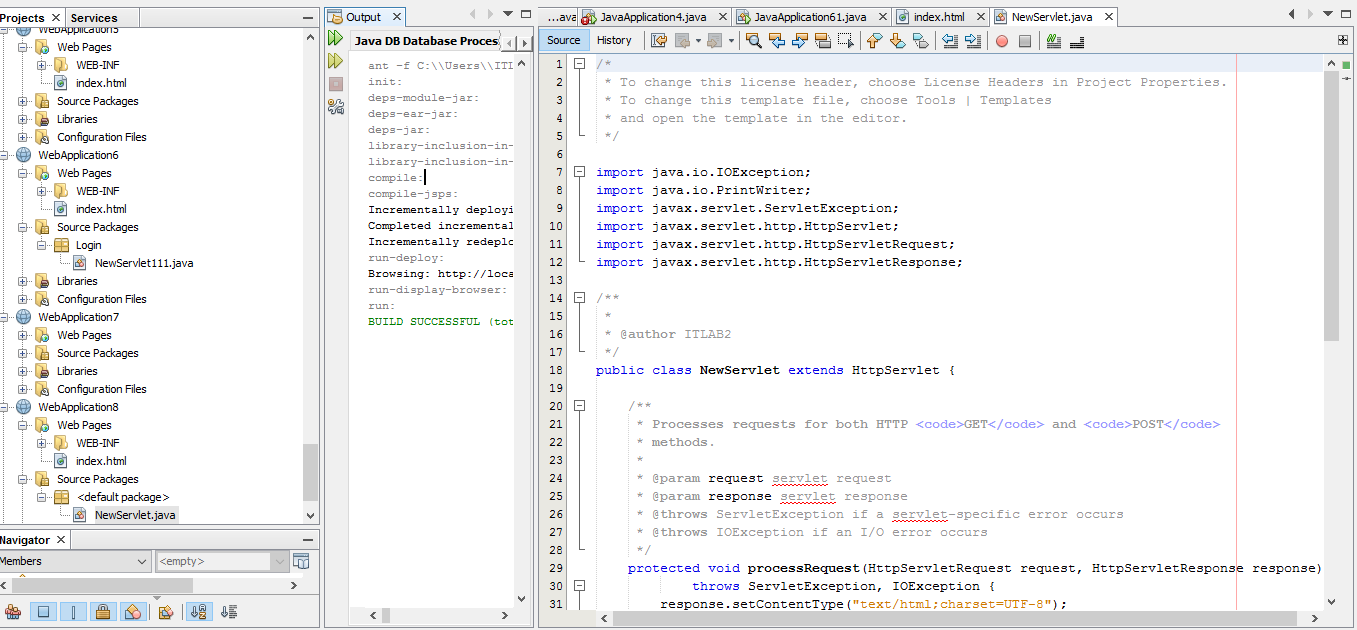 Projects
Services
WebApplication5
Web Pages
WEB-INF
index.html
Source Packages
Libraries
Configuration Files
WebApplication6
Web Pages
WEB-INF
index.html
Source Packages
Login
NewServlet111.java
Libraries
Configuration Files
WebApplication7
Web Pages
Source Packages
Libraries
Configuration Files
WebApplication8
Web Pages
WEB-INF
index.html
Source Packages
<default package>
NewServlet.java
Navigator
Members
<empty>
Output
Java DB Database Proces
ant -f C:\\Users\\ITL
init:
deps-module-jar:
deps-ear-jar:
deps-jar:
library-inclusion-in-
library-inclusion-in-
compile:
compile-jsps:
Incrementally deployi
Completed incremental
Incrementally redeplo
run-deploy:
Browsing: http://loca
run-display-browser:
run:
BUILD SUCCESSFUL (tot
...ava
JavaApplication4.java
JavaApplication61.java
index.html
NewServlet.java
Source
History
1 /*
2 * To change this license header, choose License Headers in Project Properties.
3 * To change this template file, choose Tools | Templates
4 * and open the template in the editor.
5 */
6
7 import java.io.IOException;
8 import java.io.PrintWriter;
9 import javax.servlet.ServletException;
10 import javax.servlet.http.HttpServlet;
11 import javax.servlet.http.HttpServletRequest;
12 import javax.servlet.http.HttpServletResponse;
13
14 /**
15 *
16 * @author ITLAB2
17 */
18 public class NewServlet extends HttpServlet {
19
20 /**
21 * Processes requests for both HTTP <code>GET</code> and <code>POST</code>
22 * methods.
23 *
24 * @param request servlet request
25 * @param response servlet response
26 * @throws ServletException if a servlet-specific error occurs
27 * @throws IOException if an I/O error occurs
28 */
29 protected void processRequest(HttpServletRequest request, HttpServletResponse response)
30 throws ServletException, IOException {
31 response.setContentType("text/html;charset=UTF-8");